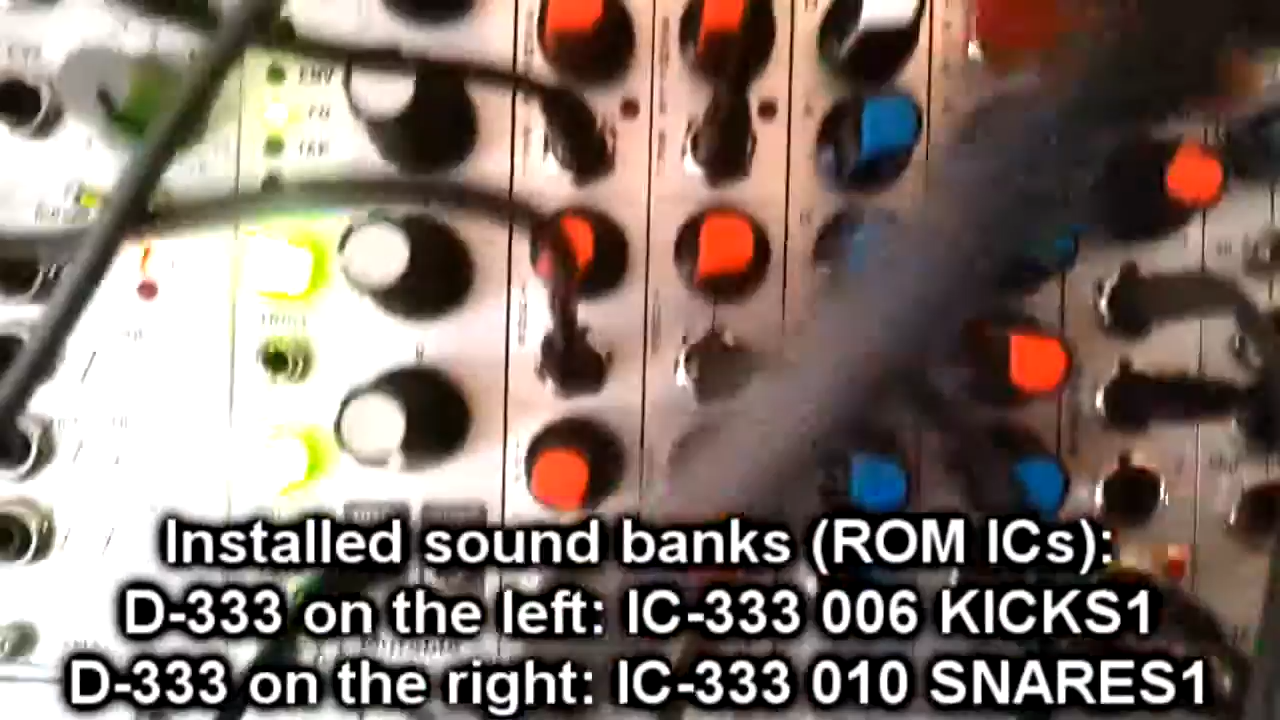 Installed sound banks (ROM ICs):
D-333 on the left: IC-333 006 KICKS1
D-333 on the right: IC-333 010 SNARES1